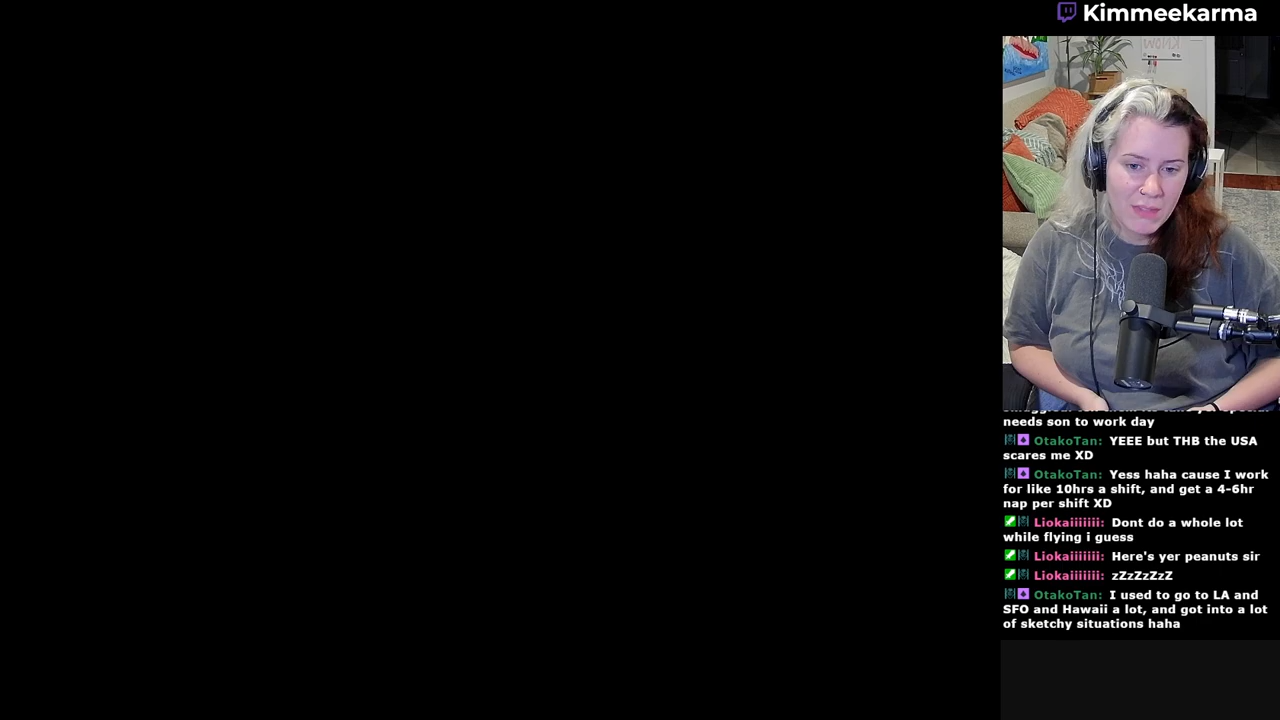 Kimmeekarma
needs son to work day
OtakoTan: YEEE but THB the USA
scares me XD
OtakoTan: Yess haha cause I work
for like 10hrs a shift, and get a 4-6hr
nap per shift XD
Liokaiiiiiii: Dont do a whole lot
while flying i guess
Liokaiiiiiii: Here's yer peanuts sir
Liokaiiiiiii: zZzZzZzZ
OtakoTan: I used to go to LA and
SFO and Hawaii a lot, and got into a lot
of sketchy situations haha